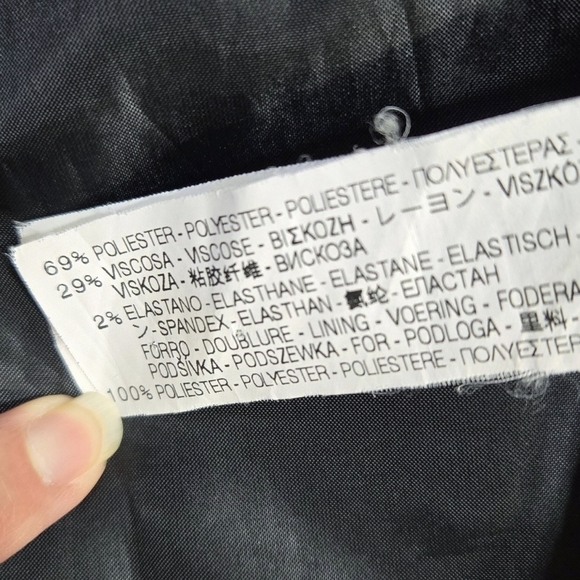 69% POLIESTER - POLYESTER - POLIESTERE - ΠΟΛΥΕΣΤΕΡΑΣ -
29% VISCOSA - VISCOSE - ΒΙΣΚΟΖΗ - レーヨン - VISZKÓ
VISKOZA - 粘胶纤维 - ВИСКОЗА
2% ELASTANO - ELASTHANE - ELASTANE - ELASTISCH -
ン - SPANDEX - ELASTHAN - 氨纶 - ЕПАСТАН
FORRO - DOUBLURE - LINING - VOERING - FODERA
PODŠÍVKA - PODSZEWKA - FOR - PODLOGA - 里料 -
100% POLIESTER - POLYESTER - POLIESTERE - ΠΟΛΥΕΣΤΕΡ